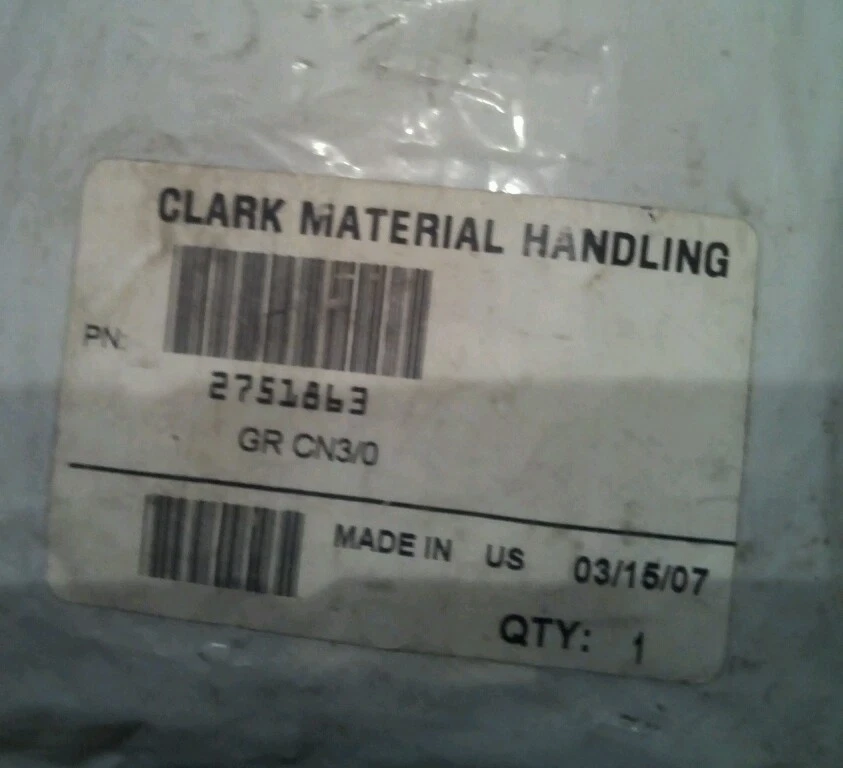 CLARK MATERIAL HANDLING
PN:
2751863
GR CN3/0
MADE IN US 03/15/07
QTY: 1